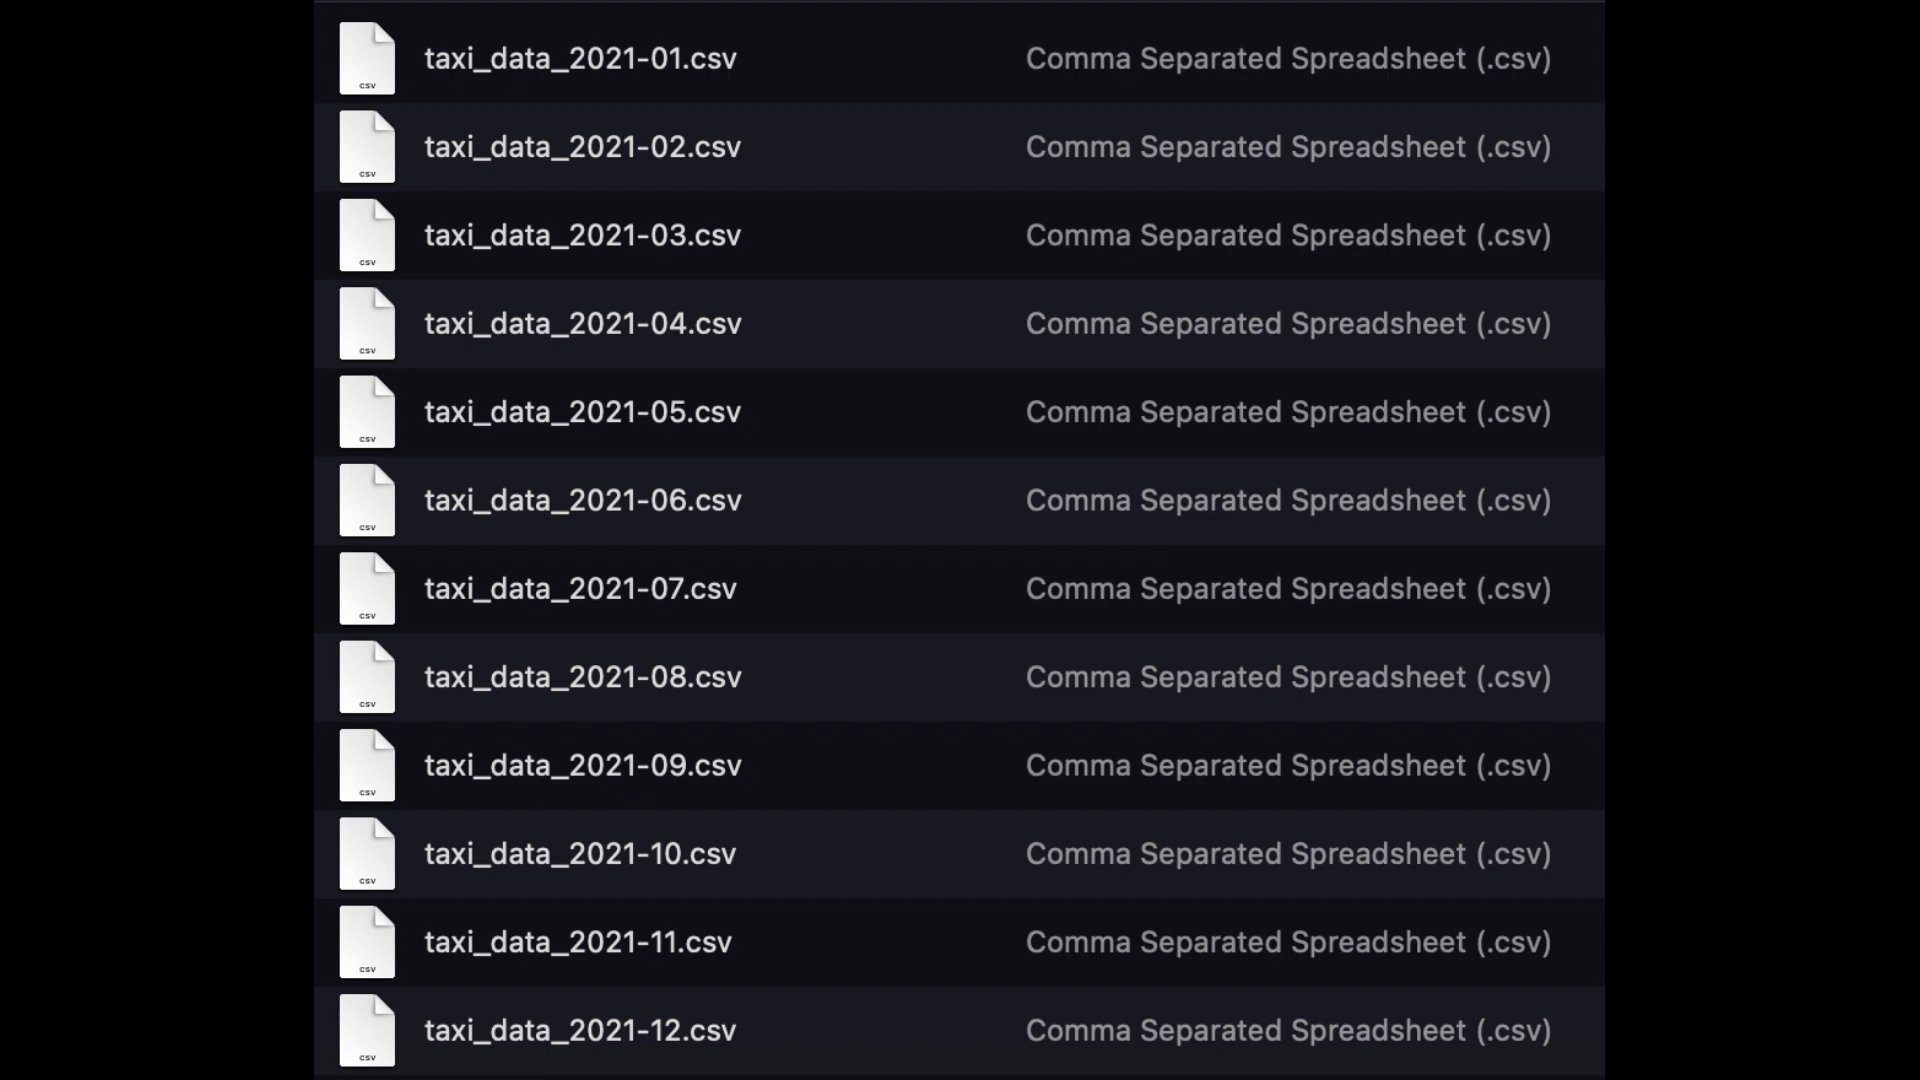 taxi_data_2021-01.csv Comma Separated Spreadsheet (.csv)
CSV
taxi_data_2021-02.csv Comma Separated Spreadsheet (.csv)
CSV
taxi_data_2021-03.csv Comma Separated Spreadsheet (.csv)
CSV
taxi_data_2021-04.csv Comma Separated Spreadsheet (.csv)
CSV
taxi_data_2021-05.csv Comma Separated Spreadsheet (.csv)
CSV
taxi_data_2021-06.csv Comma Separated Spreadsheet (.csv)
CSV
taxi_data_2021-07.csv Comma Separated Spreadsheet (.csv)
CSV
taxi_data_2021-08.csv Comma Separated Spreadsheet (.csv)
CSV
taxi_data_2021-09.csv Comma Separated Spreadsheet (.csv)
CSV
taxi_data_2021-10.csv Comma Separated Spreadsheet (.csv)
CSV
taxi_data_2021-11.csv Comma Separated Spreadsheet (.csv)
CSV
taxi_data_2021-12.csv Comma Separated Spreadsheet (.csv)
CSV